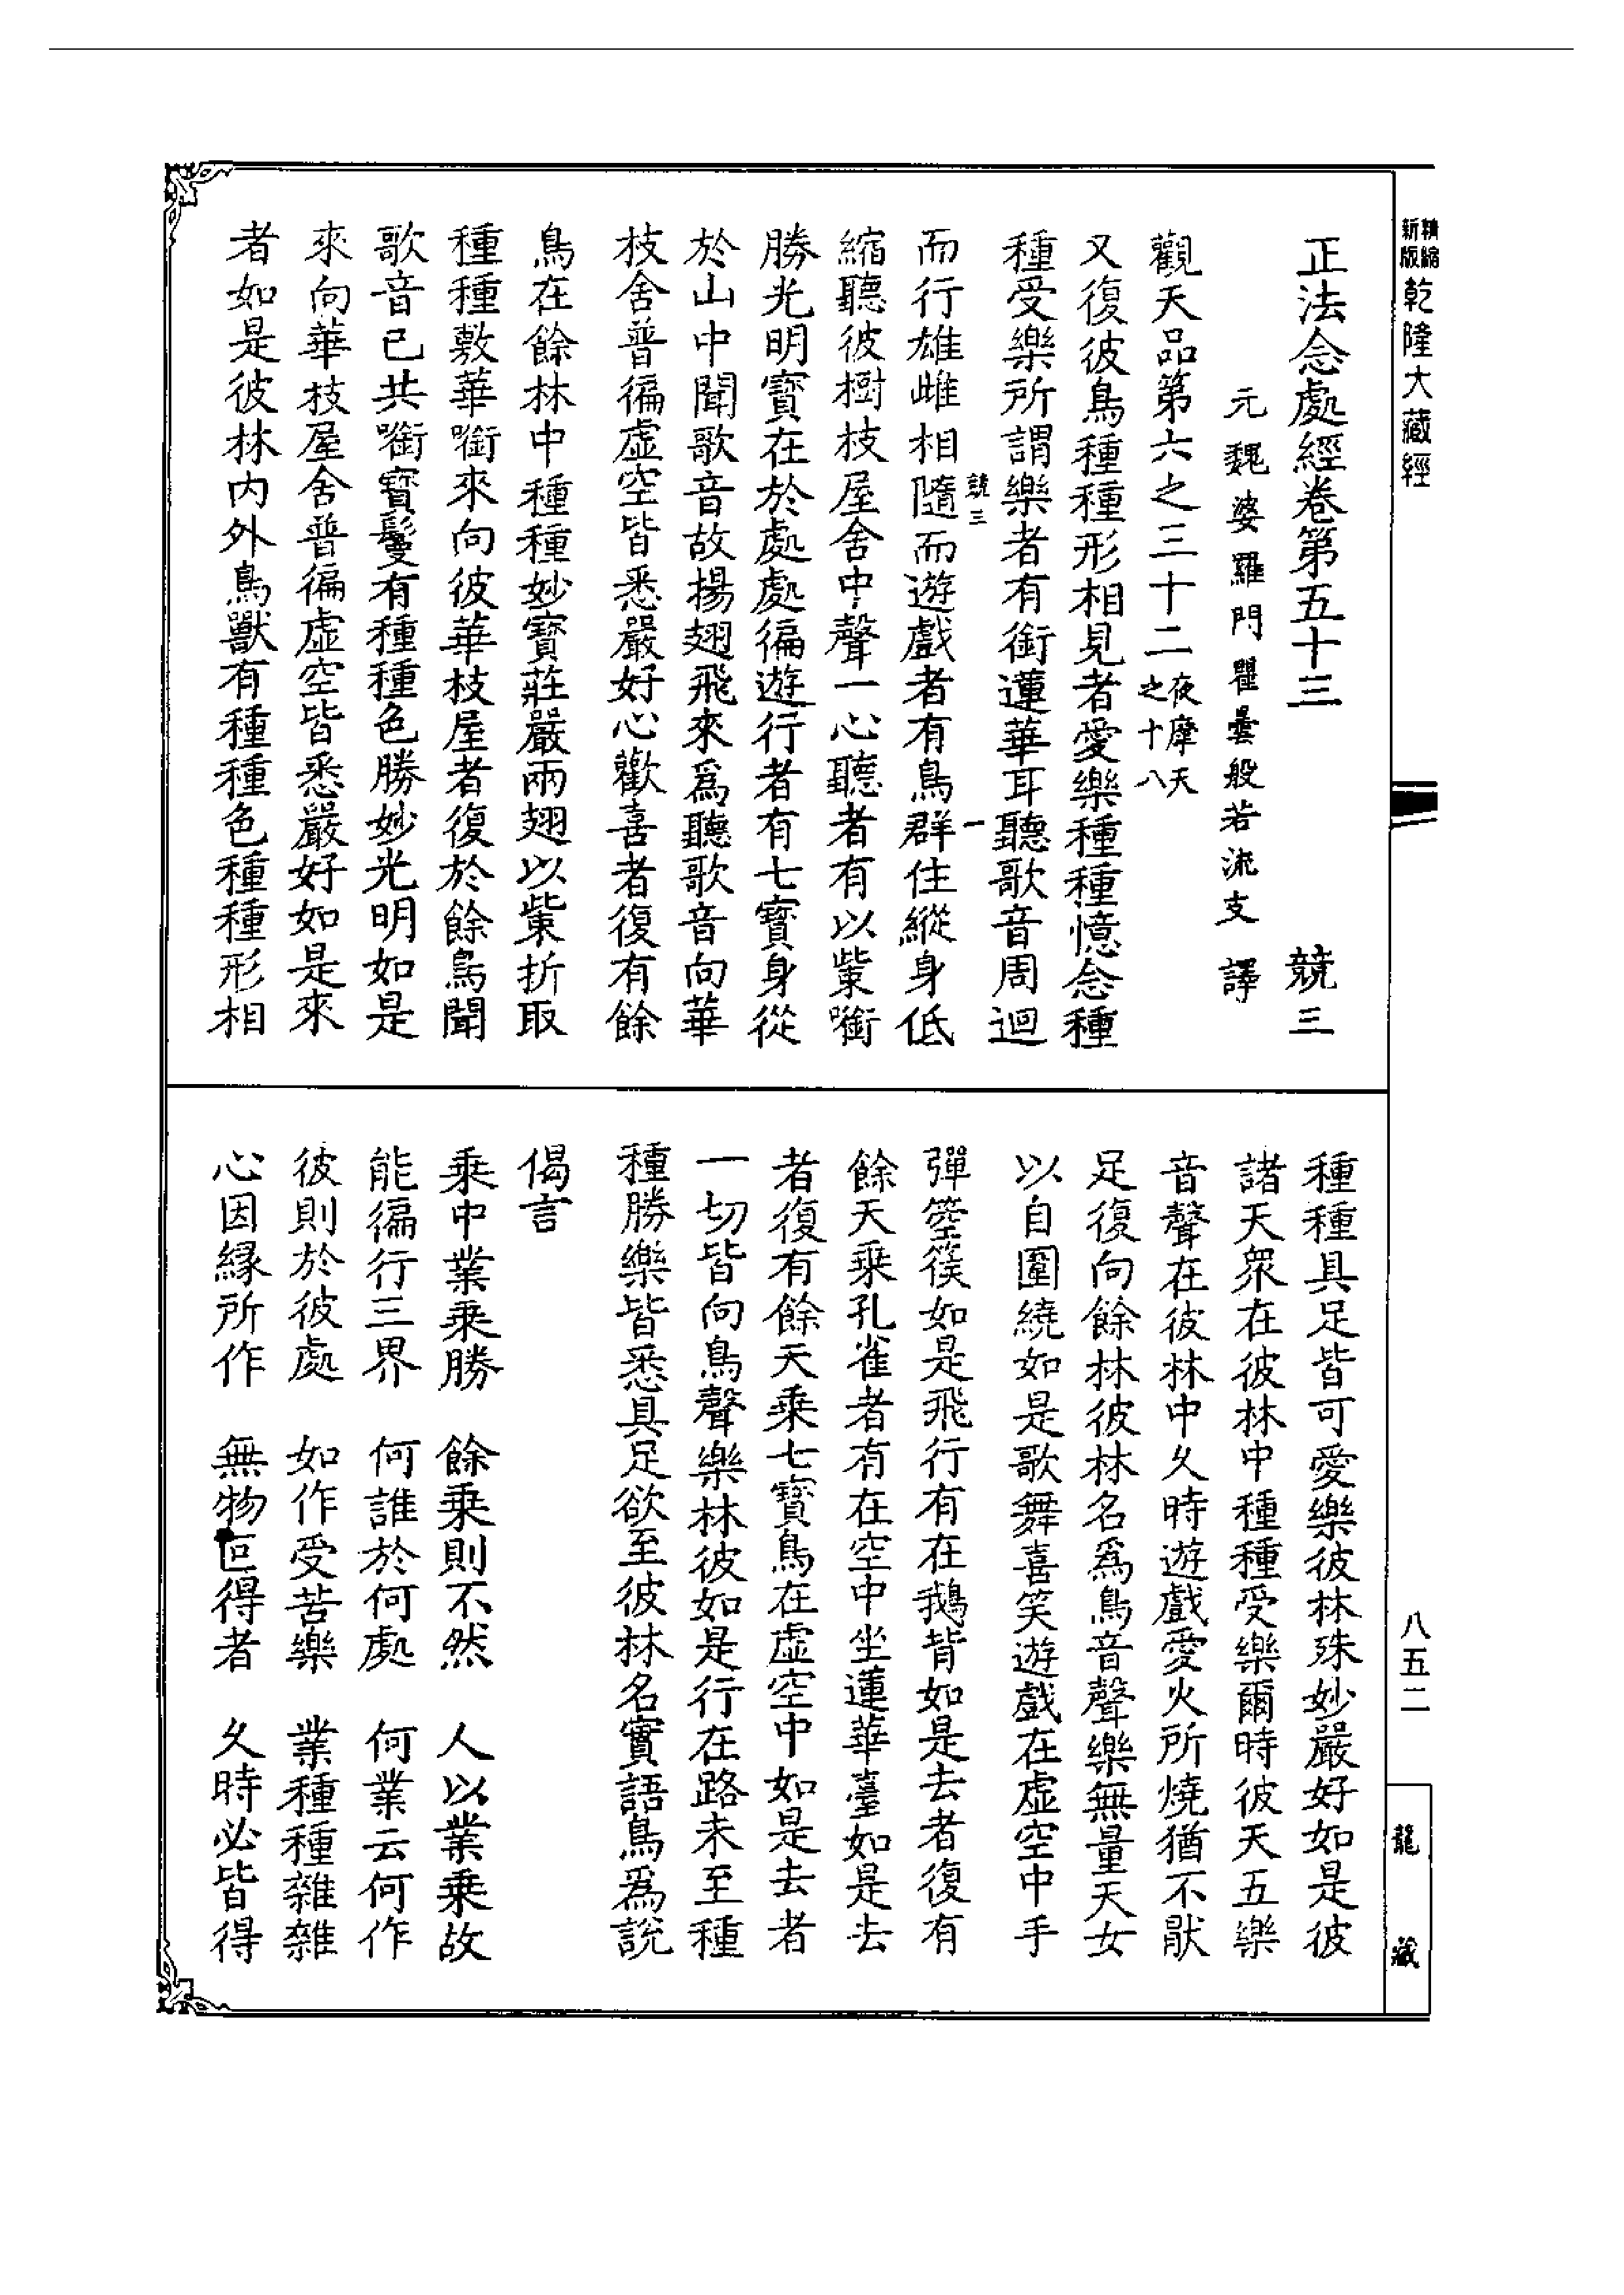 精縮新版乾隆大藏經
正法念處經卷第五十三 競三
元魏婆羅門瞿曇般若流支譯
觀天品第六之三十二夜摩天之十八
又復彼鳥種種形相見者愛樂種種憶念種
種受樂所謂樂者有銜蓮華耳聽歌音周迴
競三 一
而行雄雌相隨而遊戲者有鳥群住縱身低
縮聽彼樹枝屋舍中聲一心聽者有以㭰銜
勝光明寶在於處處徧遊行者有七寶身從
於山中聞歌音故揚翅飛來爲聽歌音向華
枝舍普徧虛空皆悉嚴好心歡喜者復有餘
鳥在餘林中種種妙寶莊嚴兩翅以㭰折取
種種敷華銜來向彼華枝屋者復於餘鳥聞
歌音已共銜寶鬘有種種色勝妙光明如是
來向華枝屋舍普徧虛空皆悉嚴好如是來
者如是彼林內外鳥獸有種種色種種形相
種種具足皆可愛樂彼林殊妙嚴好如是彼
諸天眾在彼林中種種受樂爾時彼天五樂
音聲在彼林中久時遊戲愛火所燒猶不猒
足復向餘林彼林名爲鳥音聲樂無量天女
以自圍繞如是歌舞喜笑遊戲在虛空中手
彈箜篌如是飛行有在鵝背如是去者復有
餘天乘孔雀者有在空中坐蓮華臺如是去
者復有餘天乘七寶鳥在虛空中如是去者
一切皆向鳥聲樂林彼如是行在路未至種
種勝樂皆悉具足欲至彼林名實語鳥爲說
偈言
乘中業乘勝 餘乘則不然 人以業乘故
能徧行三界 何誰於何處 何業云何作
彼則於彼處 如作受苦樂 業種種雜雜
心因緣所作 無物叵得者 久時必皆得
八五二
龍藏